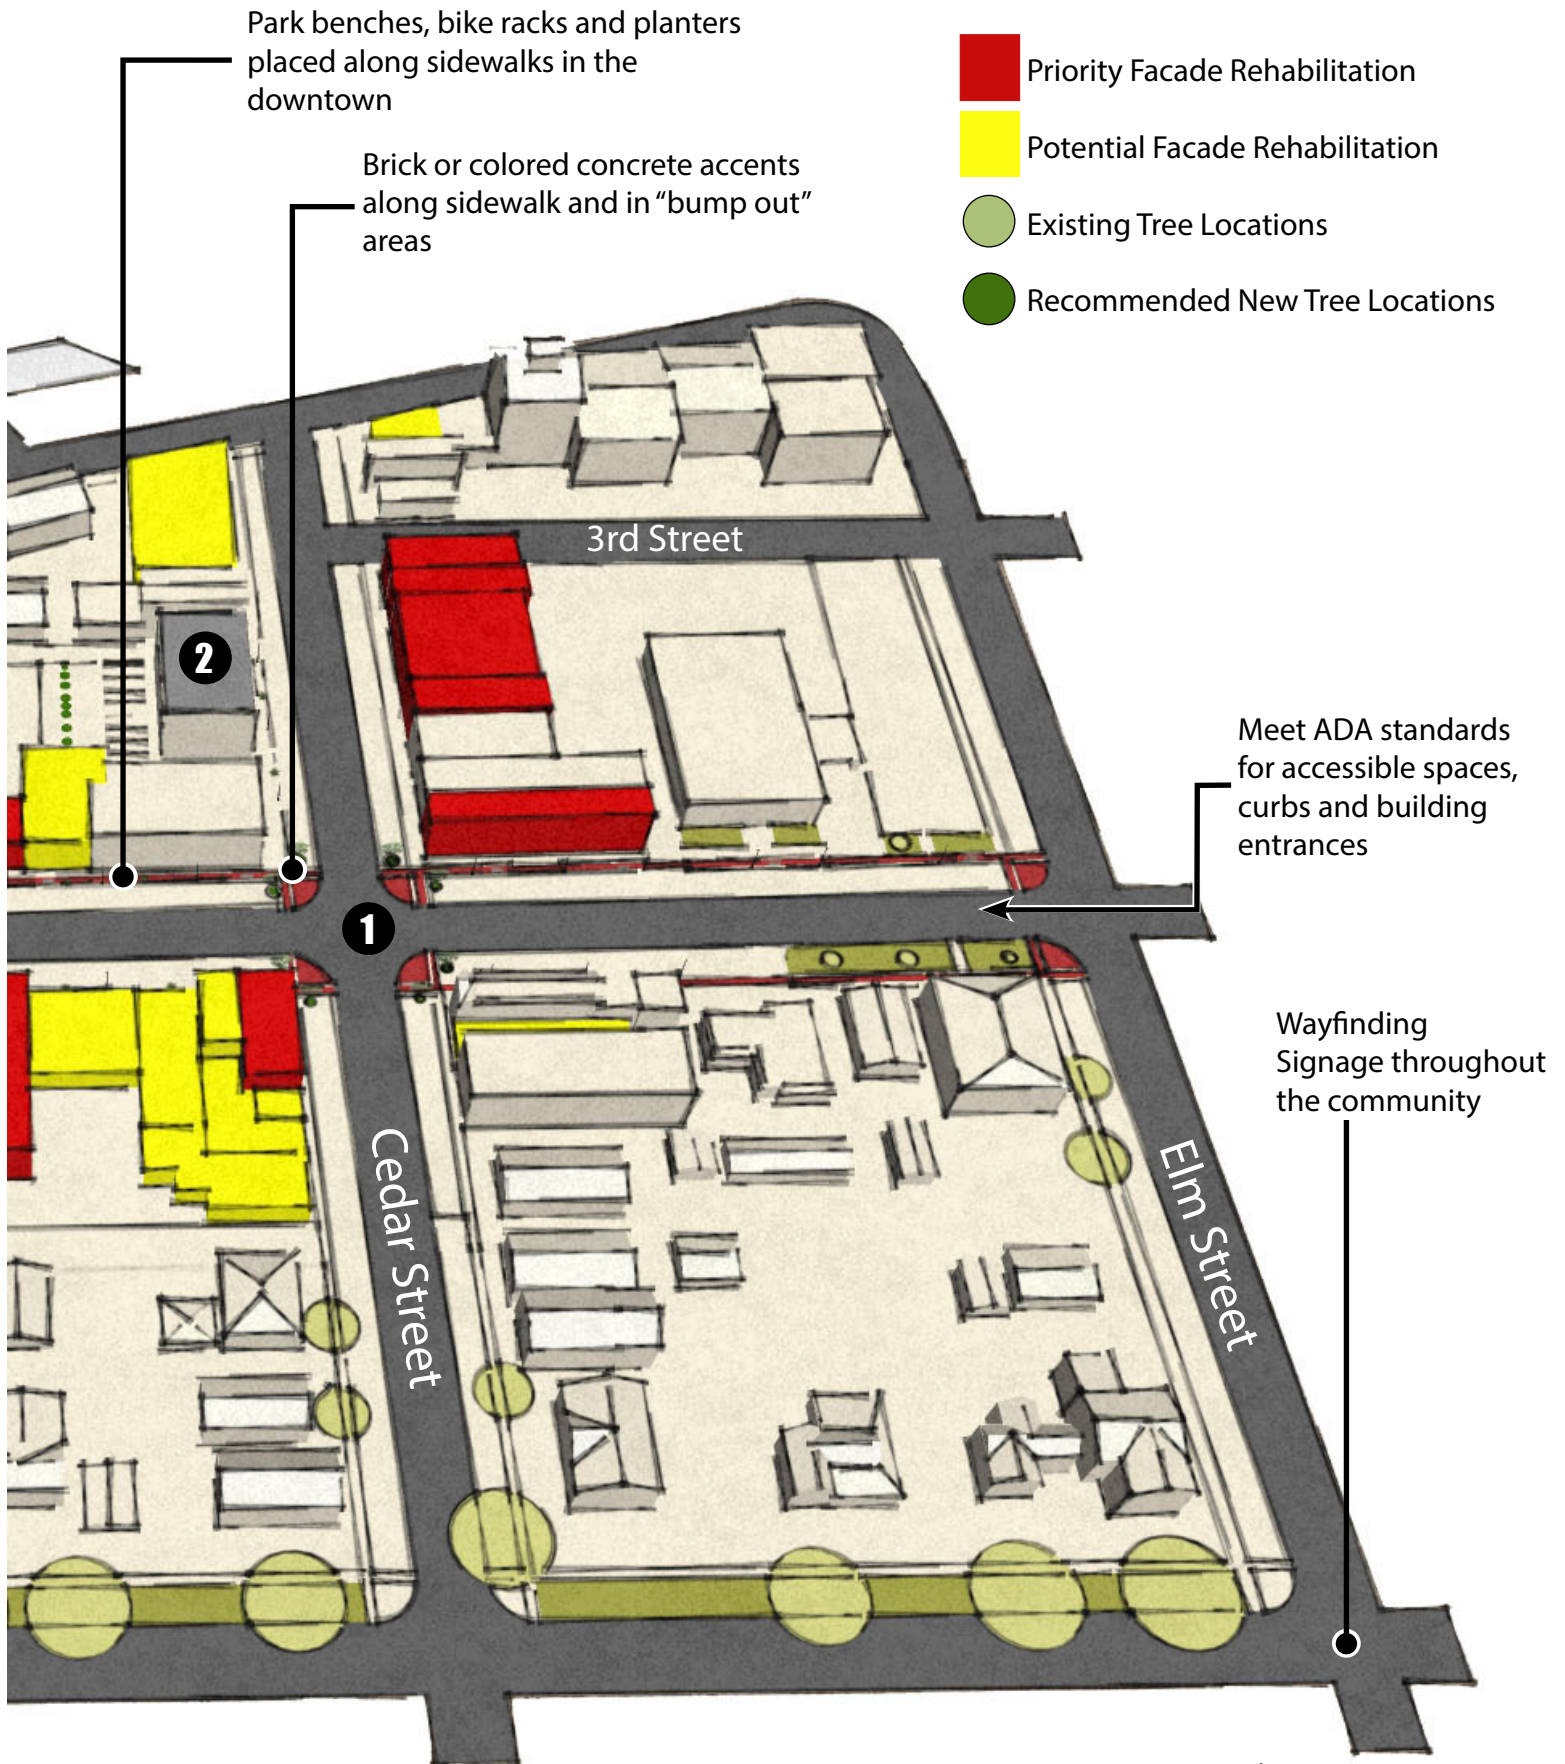 Park benches, bike racks and planters
placed along sidewalks in the
downtown
Brick or colored concrete accents
along sidewalk and in “bump out”
areas
Priority Facade Rehabilitation
Potential Facade Rehabilitation
Existing Tree Locations
Recommended New Tree Locations
3rd Street
2
Meet ADA standards
for accessible spaces,
curbs and building
entrances
1
Wayfinding
Signage throughout
the community
Cedar Street
Elm Street